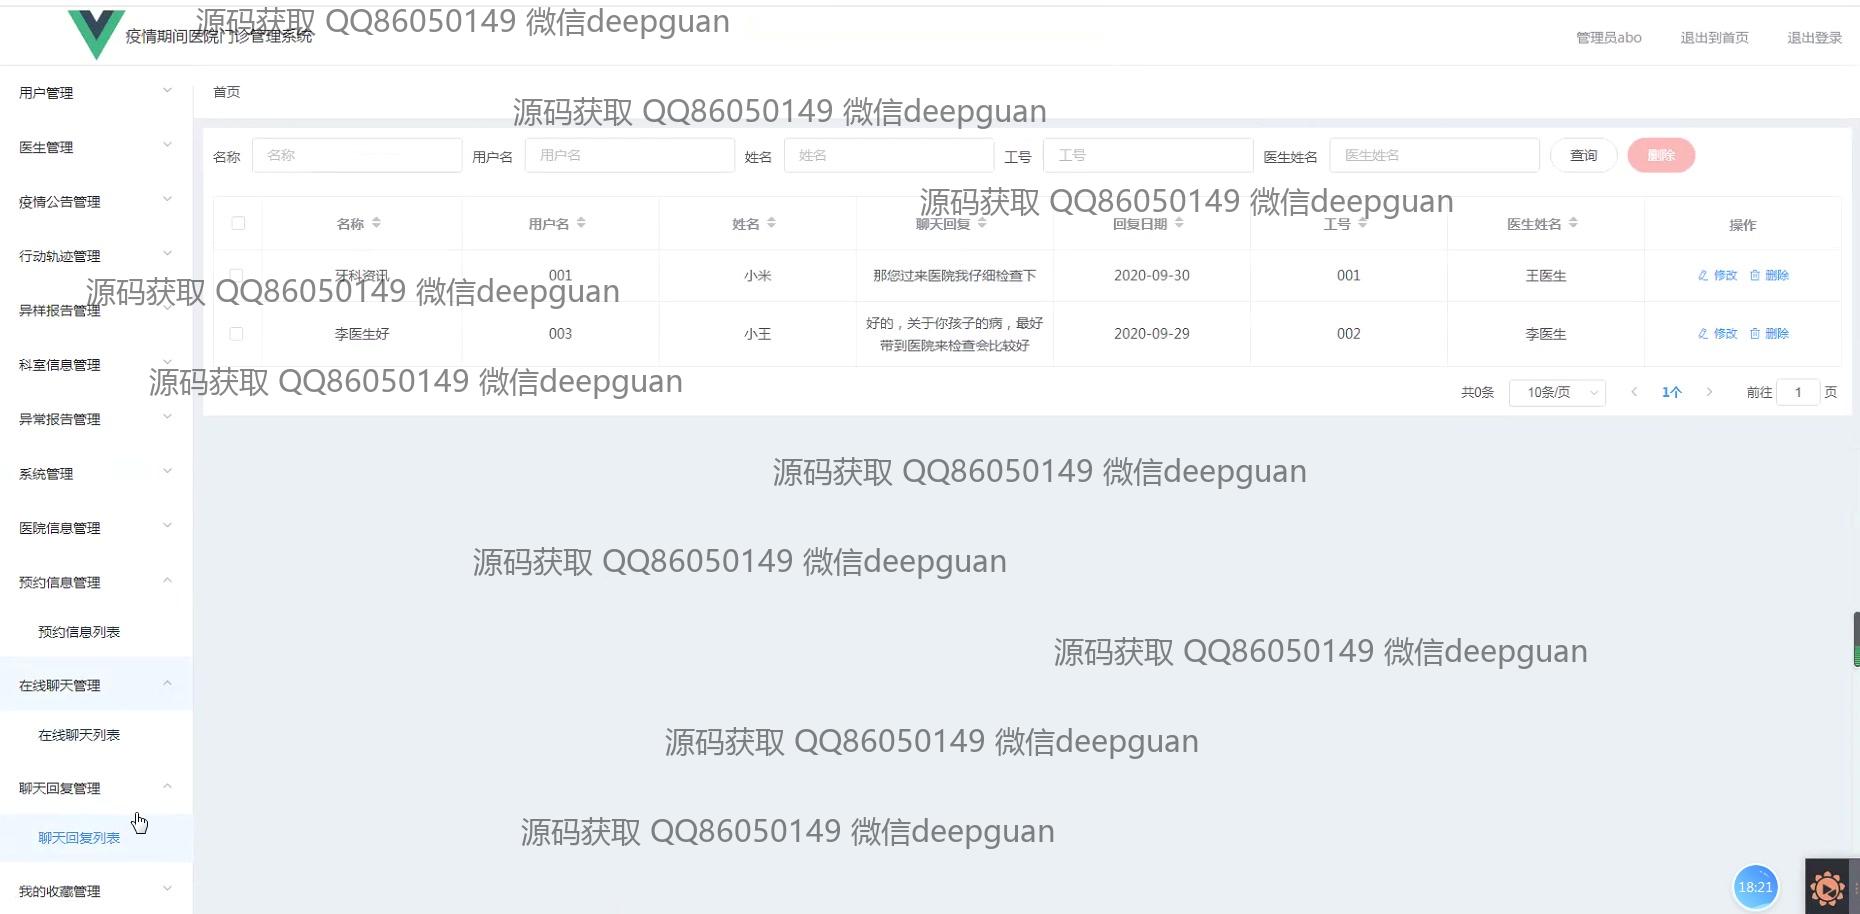 源码获取 QQ86050149 微信deepguan
疫情期间医院门诊管理系统
管理员abo 退出到首页 退出登录
用户管理
首页
源码获取 QQ86050149 微信deepguan
医生管理
名称 名称 用户名 用户名 姓名 姓名 工号 工号 医生姓名 医生姓名 查询 删除
疫情公告管理
源码获取 QQ86050149 微信deepguan
名称 用户名 姓名 聊天回复 回复日期 工号 医生姓名 操作
行动轨迹管理
牙科资讯 001 小米 那您过来医院我仔细检查下 2020-09-30 001 王医生 修改 删除
源码获取 QQ86050149 微信deepguan
异样报告管理
李医生好 003 小王 好的，关于你孩子的病，最好
带到医院来检查会比较好 2020-09-29 002 李医生 修改 删除
科室信息管理
源码获取 QQ86050149 微信deepguan
共0条 10条/页 1个 前往 1 页
异常报告管理
系统管理
源码获取 QQ86050149 微信deepguan
医院信息管理
源码获取 QQ86050149 微信deepguan
预约信息管理
预约信息列表
源码获取 QQ86050149 微信deepguan
在线聊天管理
在线聊天列表
源码获取 QQ86050149 微信deepguan
聊天回复管理
聊天回复列表
源码获取 QQ86050149 微信deepguan
我的收藏管理
18:21